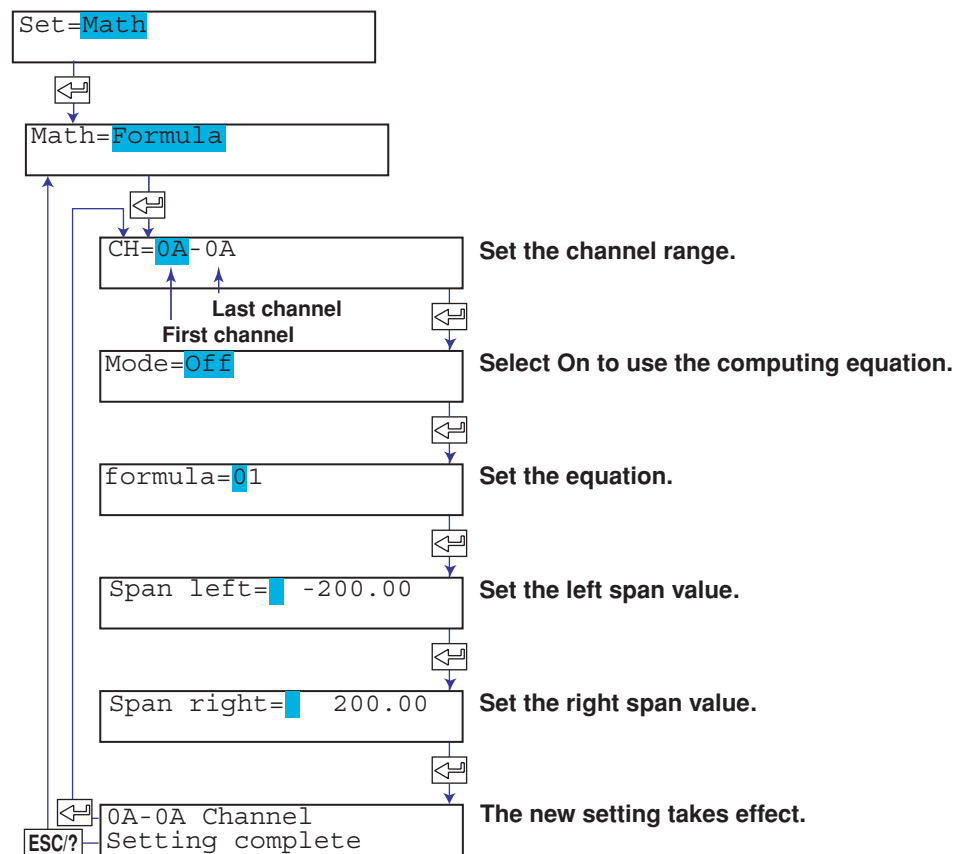 Set=Math
Math=Formula
CH=0A-0A
Set the channel range.
Last channel
First channel
Mode=Off
Select On to use the computing equation.
formula=01
Set the equation.
Span left= -200.00
Set the left span value.
Span right= 200.00
Set the right span value.
0A-0A Channel
The new setting takes effect.
ESC/?
Setting complete